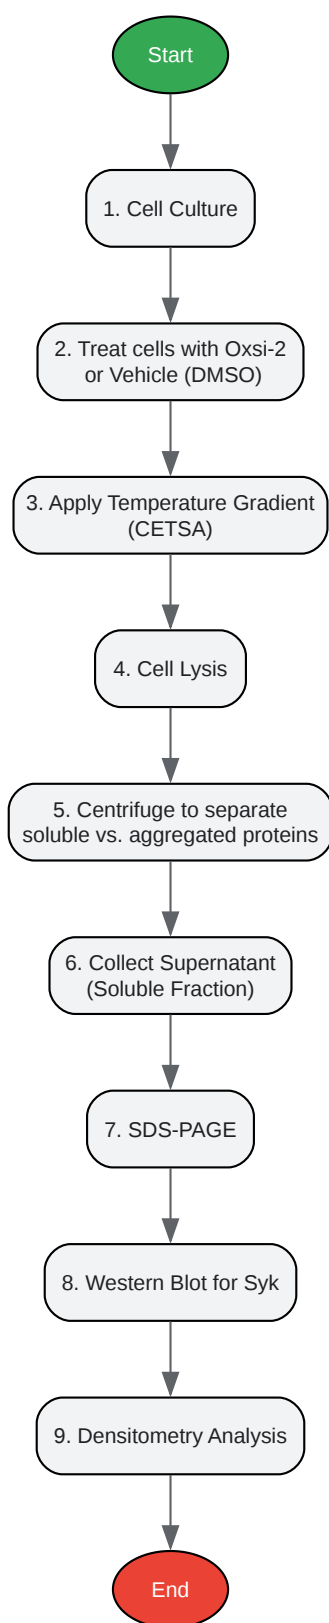 Start
1. Cell Culture
2. Treat cells with Oxsi-2
or Vehicle (DMSO)
3. Apply Temperature Gradient
(CETSA)
4. Cell Lysis
5. Centrifuge to separate
soluble vs. aggregated proteins
6. Collect Supernatant
(Soluble Fraction)
7. SDS-PAGE
8. Western Blot for Syk
9. Densitometry Analysis
End